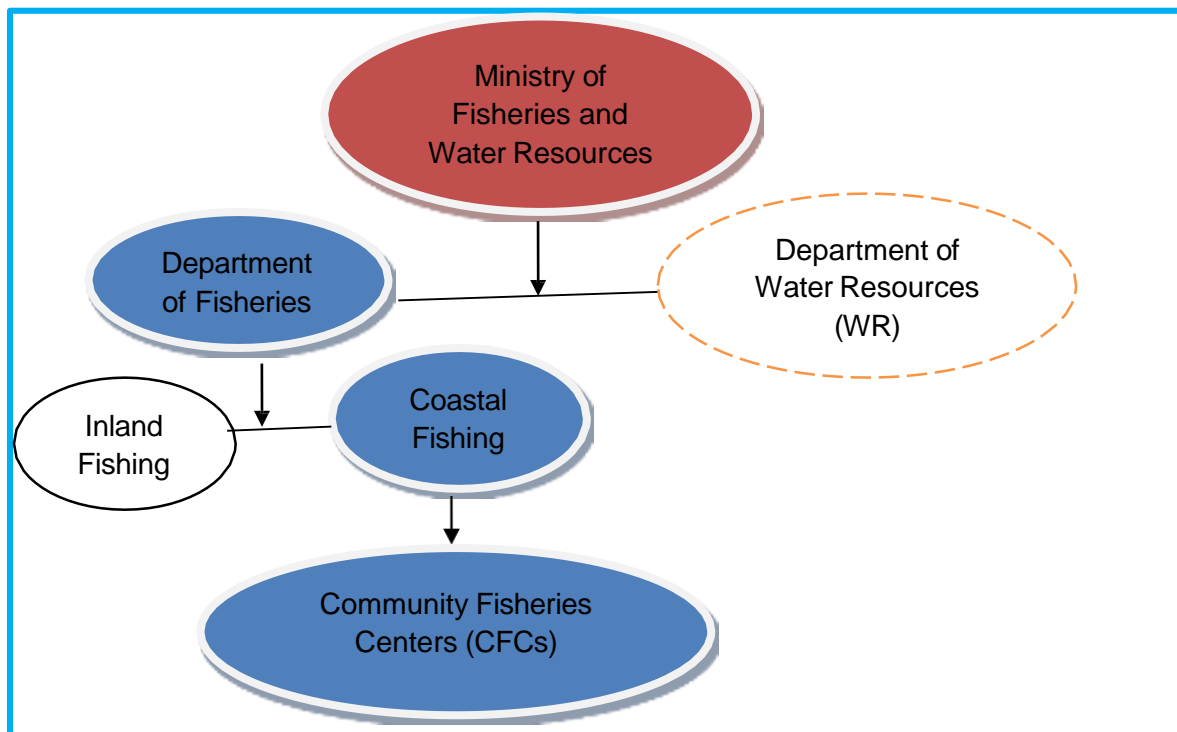 Ministry of
Fisheries and
Water Resources
Department
of Fisheries
Department of
Water Resources
(WR)
Inland
Fishing
Coastal
Fishing
Community Fisheries
Centers (CFCs)